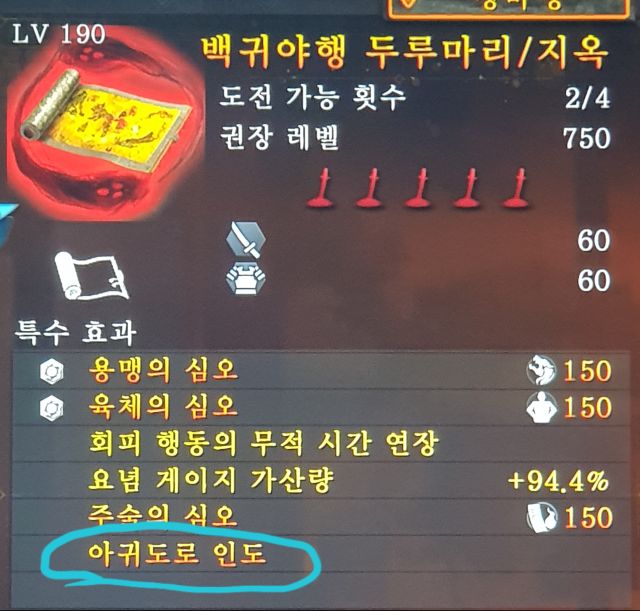 LV 190
백귀야행 두루마리/지옥
도전 가능 횟수 2/4
권장 레벨 750
60
60
특수 효과
용맹의 심오 150
육체의 심오 150
회피 행동의 무적 시간 연장
요념 게이지 가산량 +94.4%
주술의 심오 150
아귀도로 인도